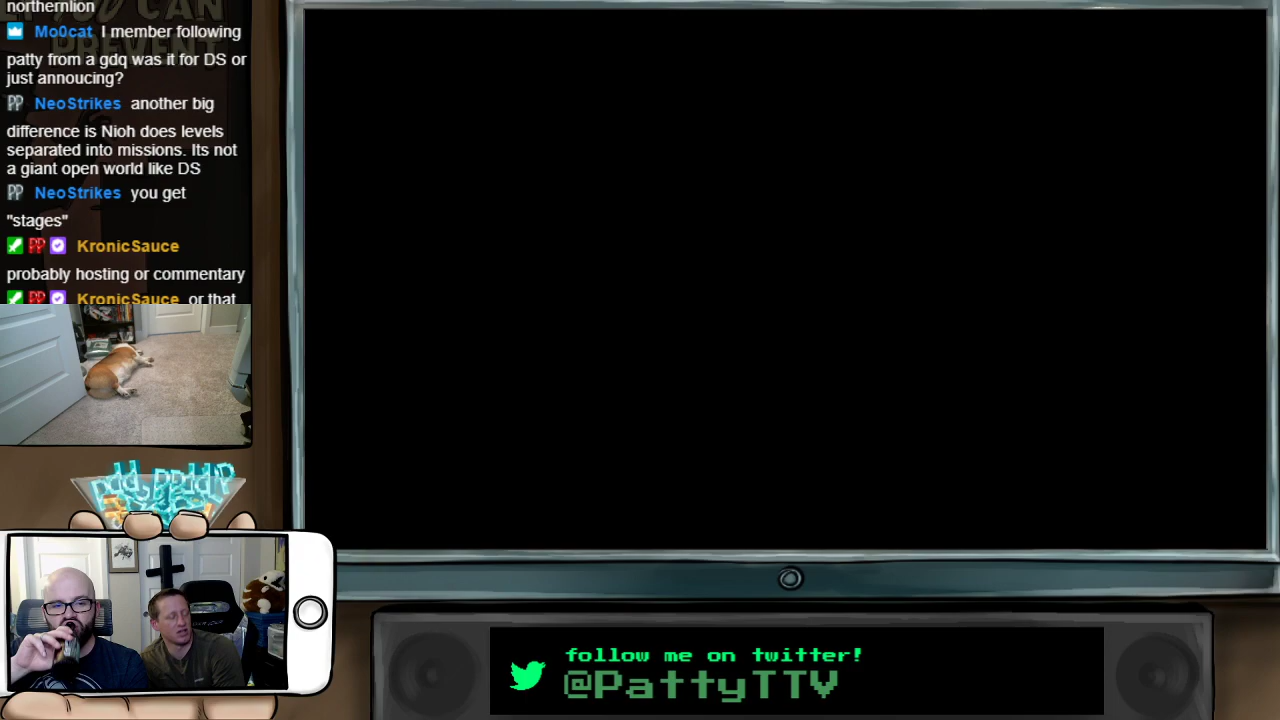 northernlion
Mo0cat I member following
patty from a gdq was it for DS or
just annoucing?
NeoStrikes another big
difference is Nioh does levels
separated into missions. Its not
a giant open world like DS
NeoStrikes you get
"stages"
KronicSauce
probably hosting or commentary
KronicSauce or that
CAN
PREVENT
follow me on twitter!
@PattyTTV